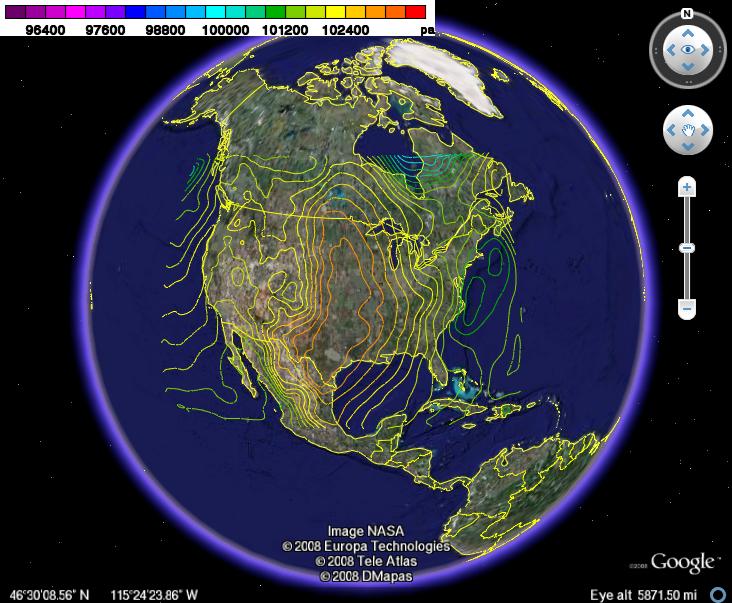 96400 97600 98800 100000 101200 102400 pa
N
Image NASA
© 2008 Europa Technologies
© 2008 Tele Atlas
© 2008 DMapas
©2008 Google™
46°30'08.56" N 115°24'23.86" W Eye alt 5871.50 mi